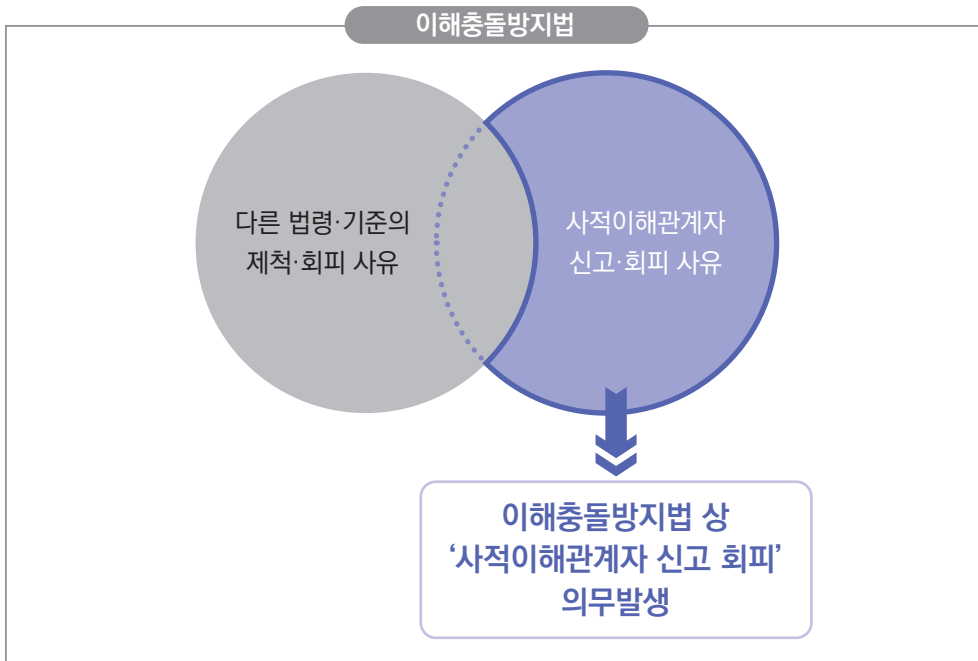 이해충돌방지법
다른 법령·기준의
제척·회피 사유
사적이해관계자
신고·회피 사유
이해충돌방지법 상
‘사적이해관계자 신고 회피’
의무발생